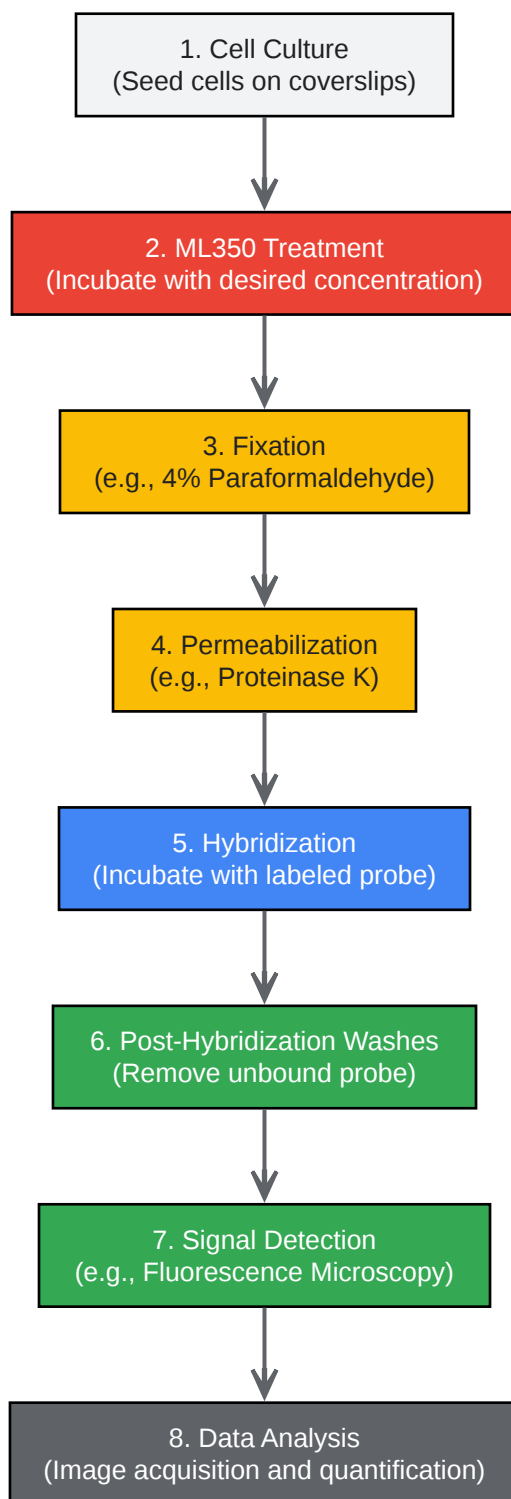 1. Cell Culture
(Seed cells on coverslips)
2. ML350 Treatment
(Incubate with desired concentration)
3. Fixation
(e.g., 4% Paraformaldehyde)
4. Permeabilization
(e.g., Proteinase K)
5. Hybridization
(Incubate with labeled probe)
6. Post-Hybridization Washes
(Remove unbound probe)
7. Signal Detection
(e.g., Fluorescence Microscopy)
8. Data Analysis
(Image acquisition and quantification)